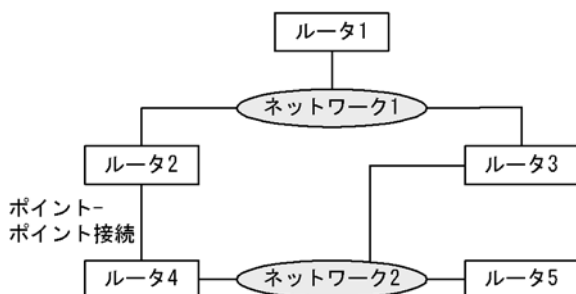 ルータ1
ネットワーク1
ルータ2
ルータ3
ポイント-
ポイント接続
ルータ4
ネットワーク2
ルータ5